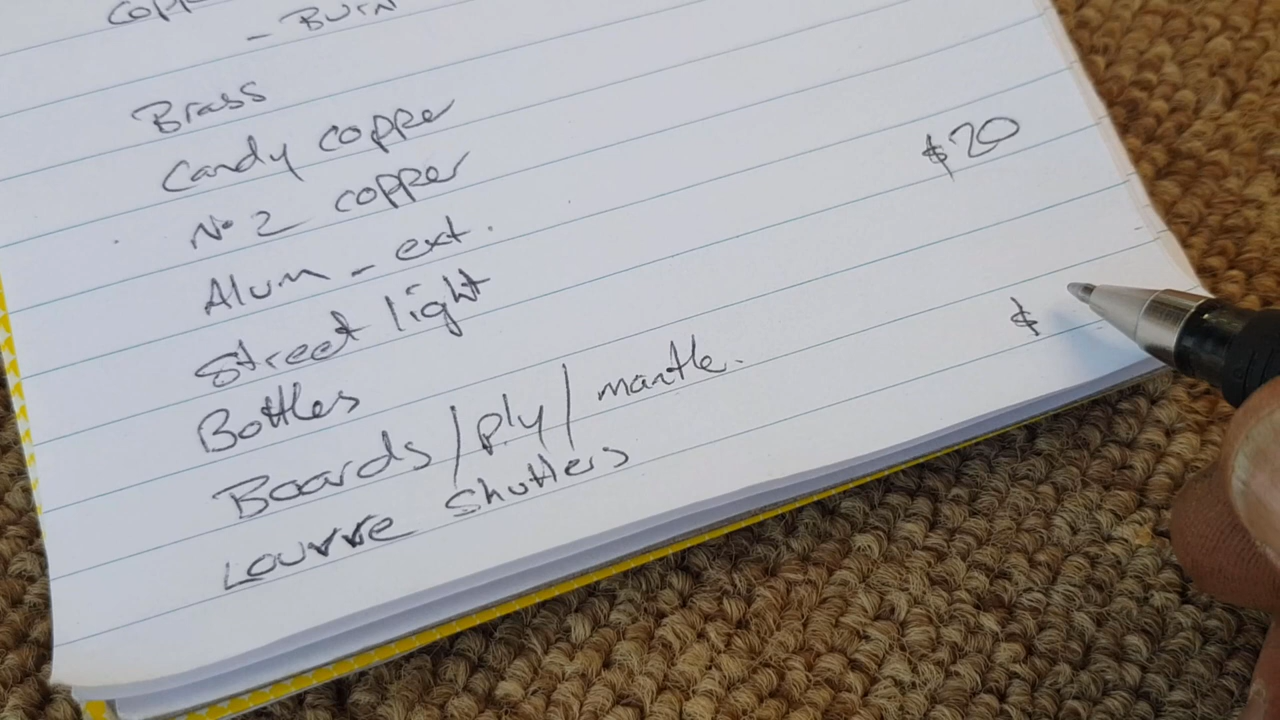 - Burn
Brass
Candy copper
No 2 copper
Alum - ext.
Street light $20
Bottles
Boards / ply / mantle.
Louvre shutters $